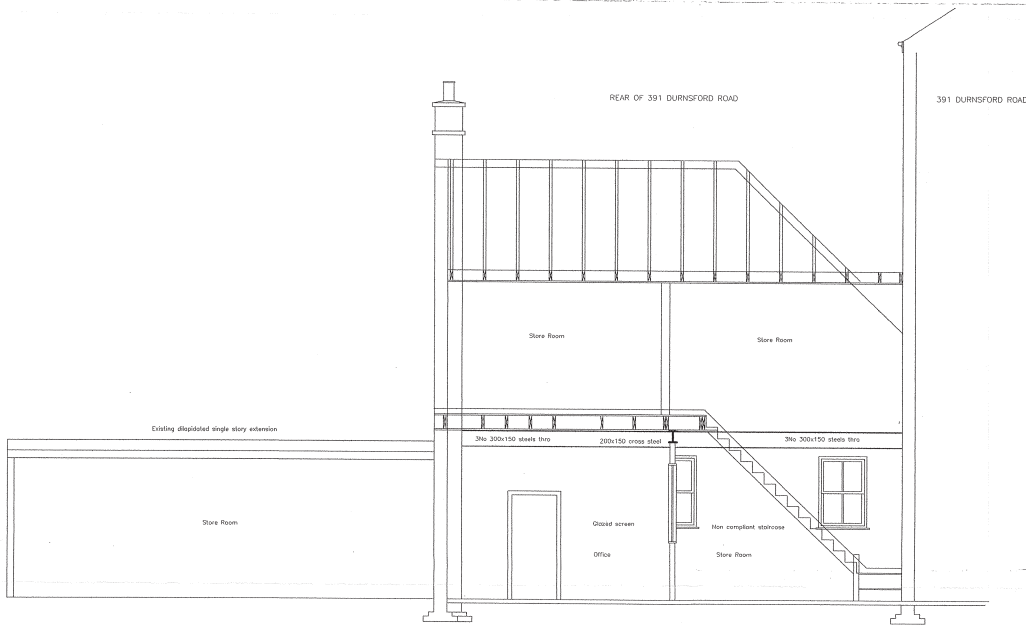 REAR OF 391 DURNSFORD ROAD
391 DURNSFORD ROAD
Store Room
Store Room
Existing dilapidated single story extension
3No 300x150 steels thro
200x150 cross steel
3No 300x150 steels thro
Store Room
Glazed screen
Non compliant staircase
Office
Store Room